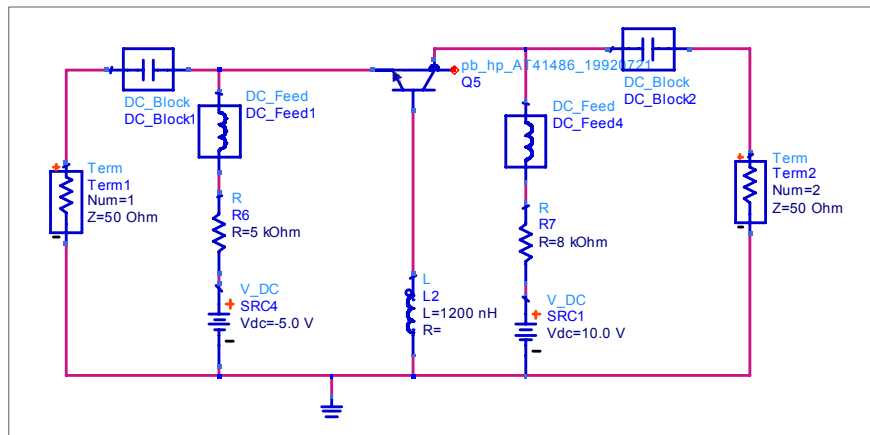 DC_Block
DC_Block1
DC_Feed
DC_Feed1
pb_hp_AT41486_19920721
Q5
DC_Feed
DC_Feed4
DC_Block
DC_Block2
+
Term
Term1
Num=1
Z=50 Ohm
-
R
R6
R=5 kOhm
R
R7
R=8 kOhm
+
Term
Term2
Num=2
Z=50 Ohm
-
V_DC
SRC4
Vdc=-5.0 V
+
-
L
L2
L=1200 nH
R=
V_DC
SRC1
Vdc=10.0 V
+
-